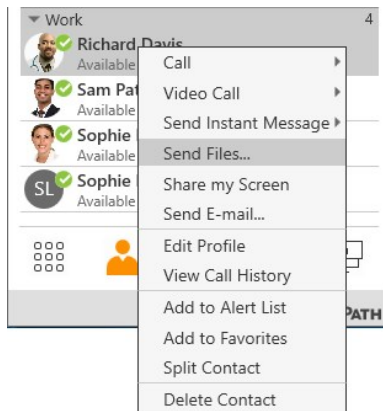 Work 4
Richard Davis
Available
Call
Sam Pat
Available
Video Call
Send Instant Message
Sophie
Available
Send Files...
Share my Screen
SL Sophie
Available
Send E-mail...
Edit Profile
View Call History
Add to Alert List
PATH
Add to Favorites
Split Contact
Delete Contact